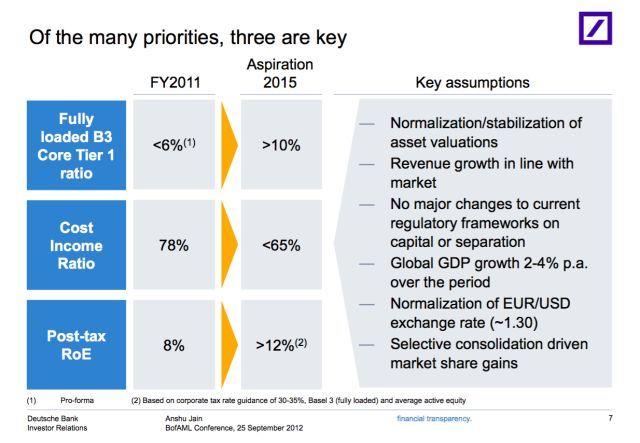 Of the many priorities, three are key
FY2011
Aspiration
2015
Key assumptions
Fully
loaded B3
Core Tier 1
ratio
<6%(1)
>10%
Cost
Income
Ratio
78%
<65%
Post-tax
RoE
8%
>12%(2)
— Normalization/stabilization of
asset valuations
— Revenue growth in line with
market
— No major changes to current
regulatory frameworks on
capital or separation
— Global GDP growth 2-4% p.a.
over the period
— Normalization of EUR/USD
exchange rate (~1.30)
— Selective consolidation driven
market share gains
(1) Pro-forma (2) Based on corporate tax rate guidance of 30-35%, Basel 3 (fully loaded) and average active equity
Deutsche Bank
Investor Relations
Anshu Jain
BofAML Conference, 25 September 2012
financial transparency.
7